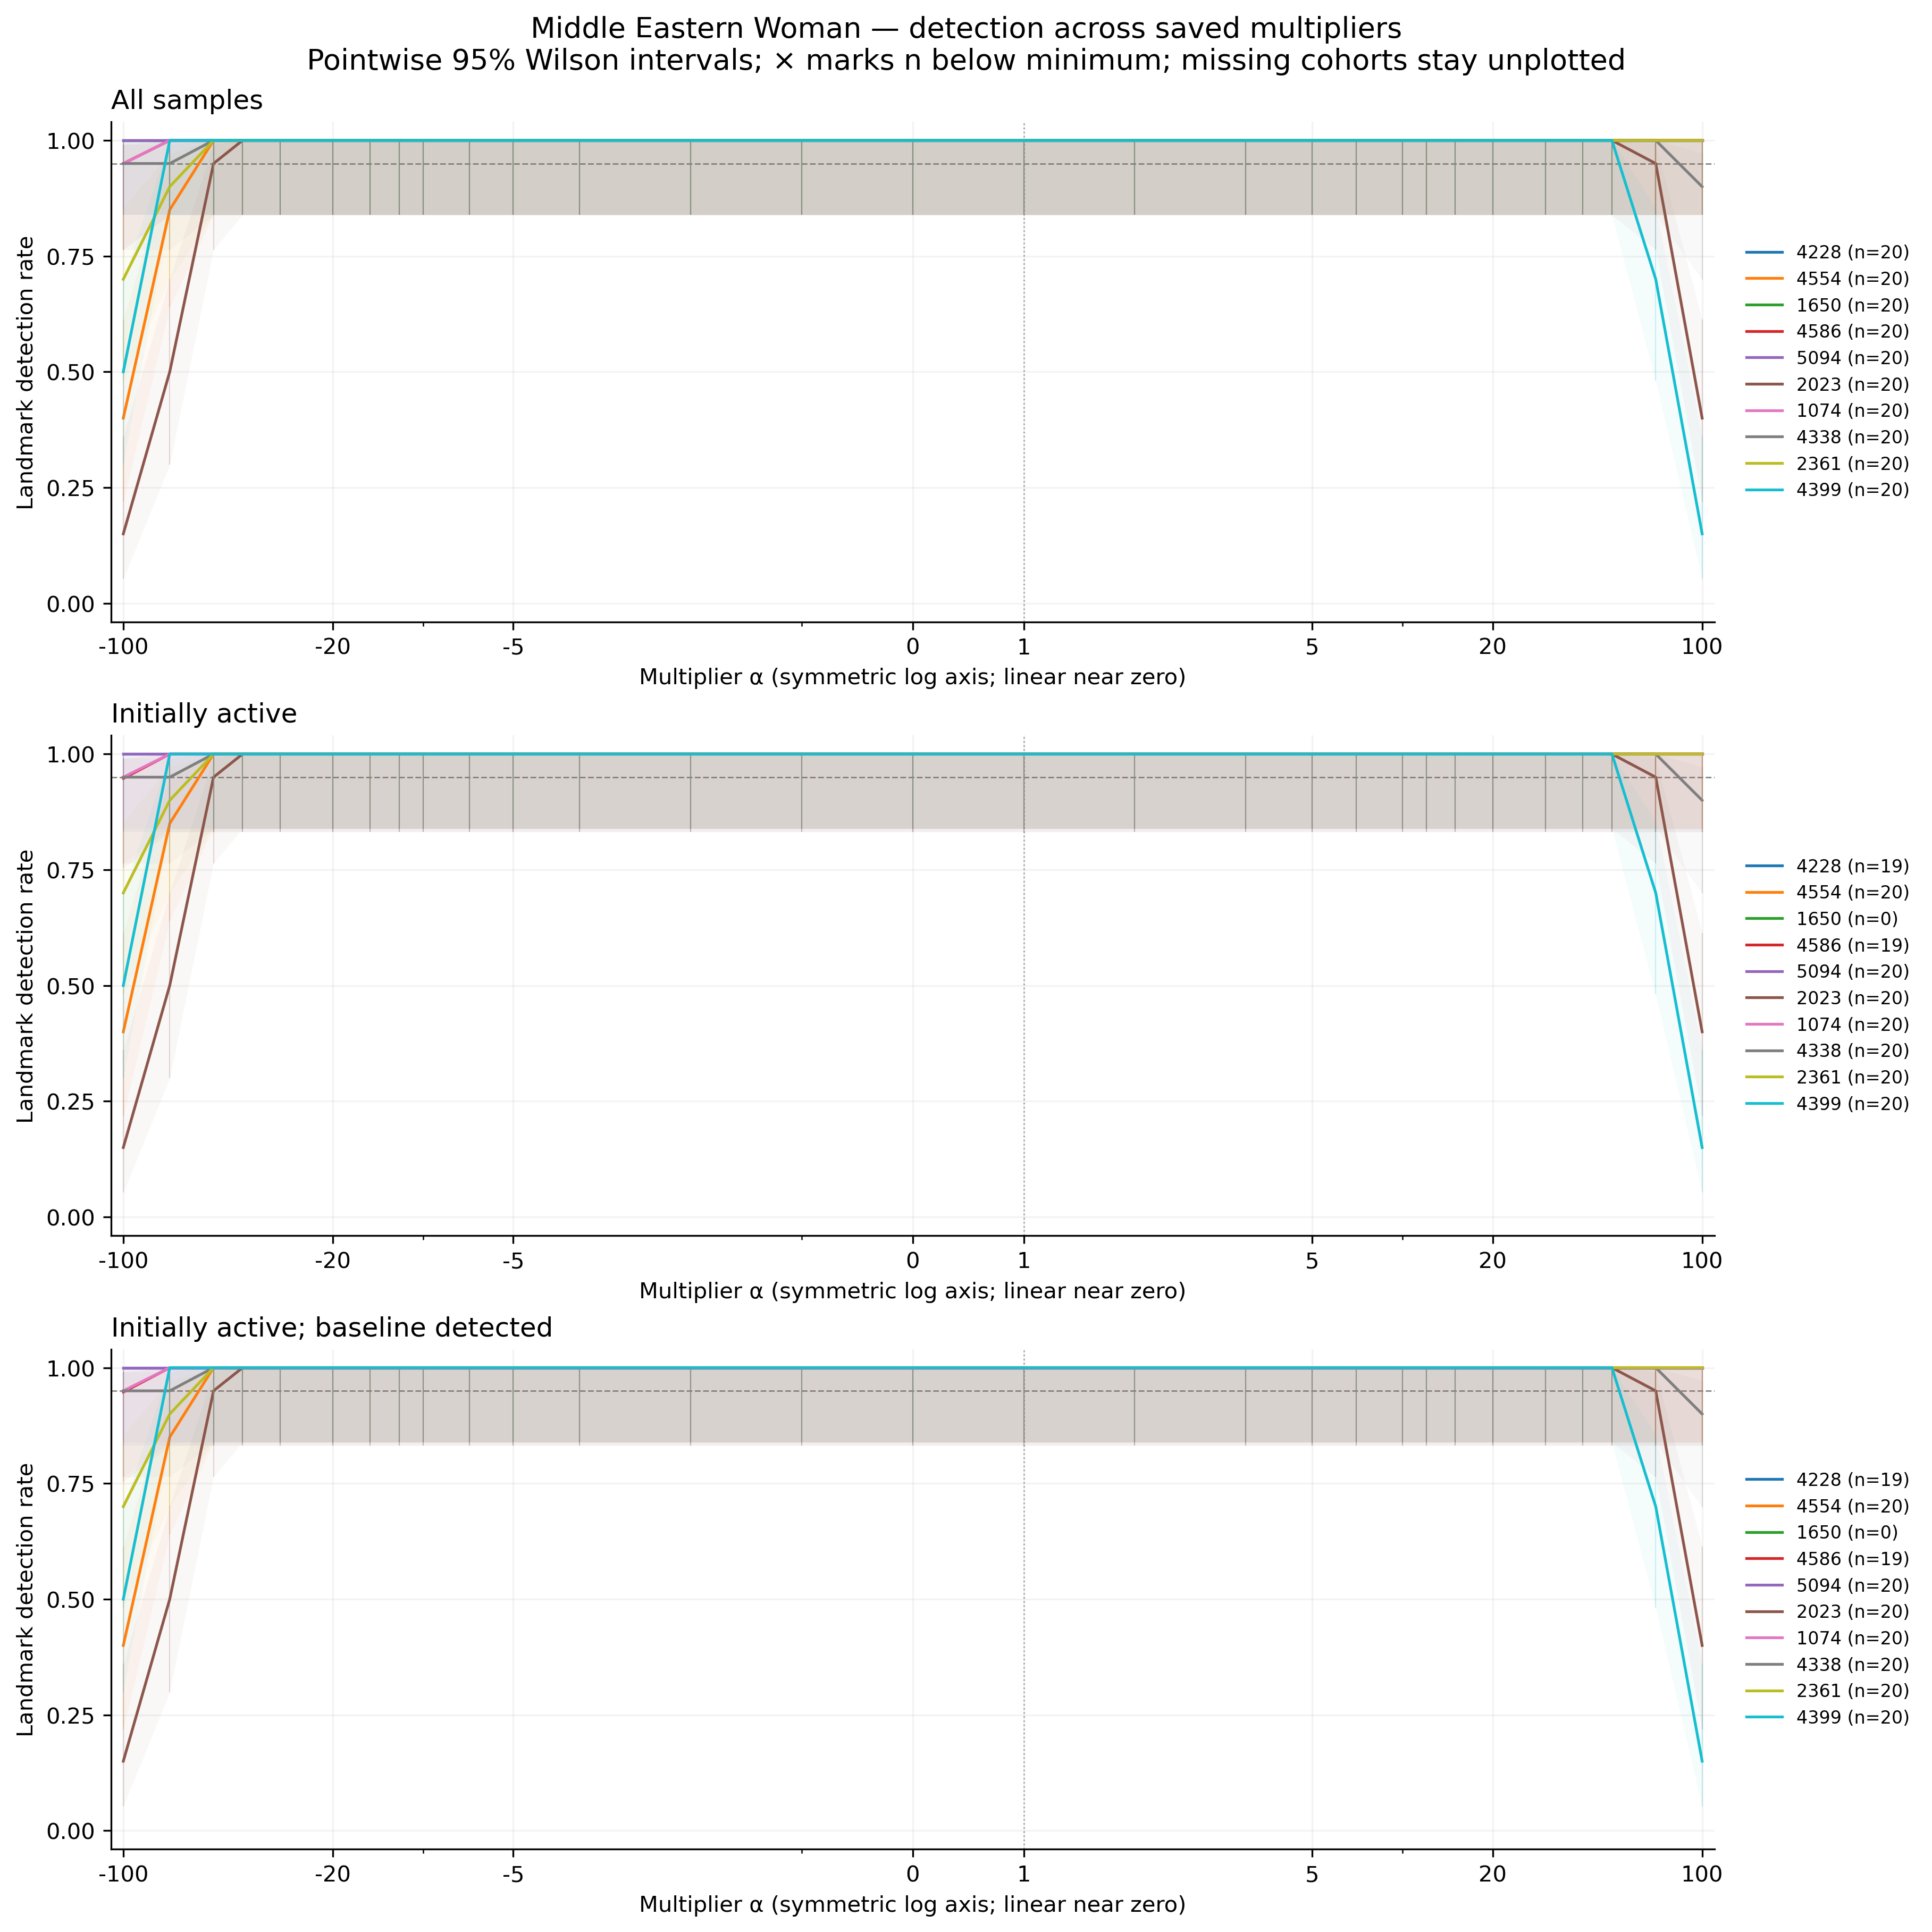 Middle Eastern Woman — detection across saved multipliers
Pointwise 95% Wilson intervals; × marks n below minimum; missing cohorts stay unplotted
All samples
Landmark detection rate
1.00
0.75
0.50
0.25
0.00
-100
-20
-5
0
1
5
20
100
Multiplier α (symmetric log axis; linear near zero)
4228 (n=20)
4554 (n=20)
1650 (n=20)
4586 (n=20)
5094 (n=20)
2023 (n=20)
1074 (n=20)
4338 (n=20)
2361 (n=20)
4399 (n=20)
Initially active
Landmark detection rate
1.00
0.75
0.50
0.25
0.00
-100
-20
-5
0
1
5
20
100
Multiplier α (symmetric log axis; linear near zero)
4228 (n=19)
4554 (n=20)
1650 (n=0)
4586 (n=19)
5094 (n=20)
2023 (n=20)
1074 (n=20)
4338 (n=20)
2361 (n=20)
4399 (n=20)
Initially active; baseline detected
Landmark detection rate
1.00
0.75
0.50
0.25
0.00
-100
-20
-5
0
1
5
20
100
Multiplier α (symmetric log axis; linear near zero)
4228 (n=19)
4554 (n=20)
1650 (n=0)
4586 (n=19)
5094 (n=20)
2023 (n=20)
1074 (n=20)
4338 (n=20)
2361 (n=20)
4399 (n=20)